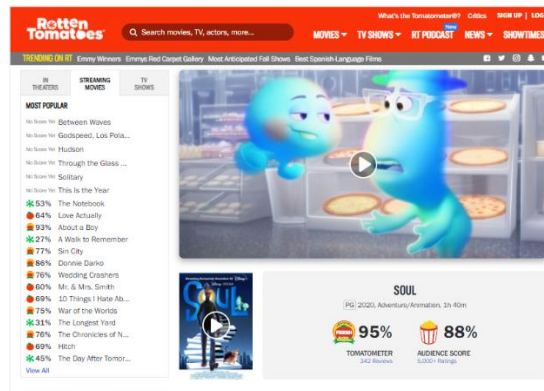 What's the Tomatometer®? Critics SIGN UP | LOG
Rotten
Tomatoes
Search movies, TV, actors, more...
MOVIES TV SHOWS RT PODCAST New NEWS SHOWTIMES
TRENDING ON RT Emmy Winners Emmys Red Carpet Gallery Most Anticipated Fall Shows Best Spanish-Language Films
IN THEATERS
STREAMING MOVIES
TV SHOWS
MOST POPULAR
No Score Yet Between Waves
No Score Yet Godspeed, Los Pola...
No Score Yet Hudson
No Score Yet Through the Glass ...
No Score Yet Solitary
No Score Yet This is the Year
53% The Notebook
64% Love Actually
93% About a Boy
27% A Walk to Remember
77% Sin City
86% Donnie Darko
76% Wedding Crashers
60% Mr. & Mrs. Smith
69% 10 Things I Hate Ab...
75% War of the Worlds
31% The Longest Yard
76% The Chronicles of N...
69% Hitch
45% The Day After Tomor...
View All
SOUL
SOUL
PG 2020, Adventure/Animation, 1h 40m
95% 88%
TOMATOMETER AUDIENCE SCORE
342 Reviews 5,000+ Ratings